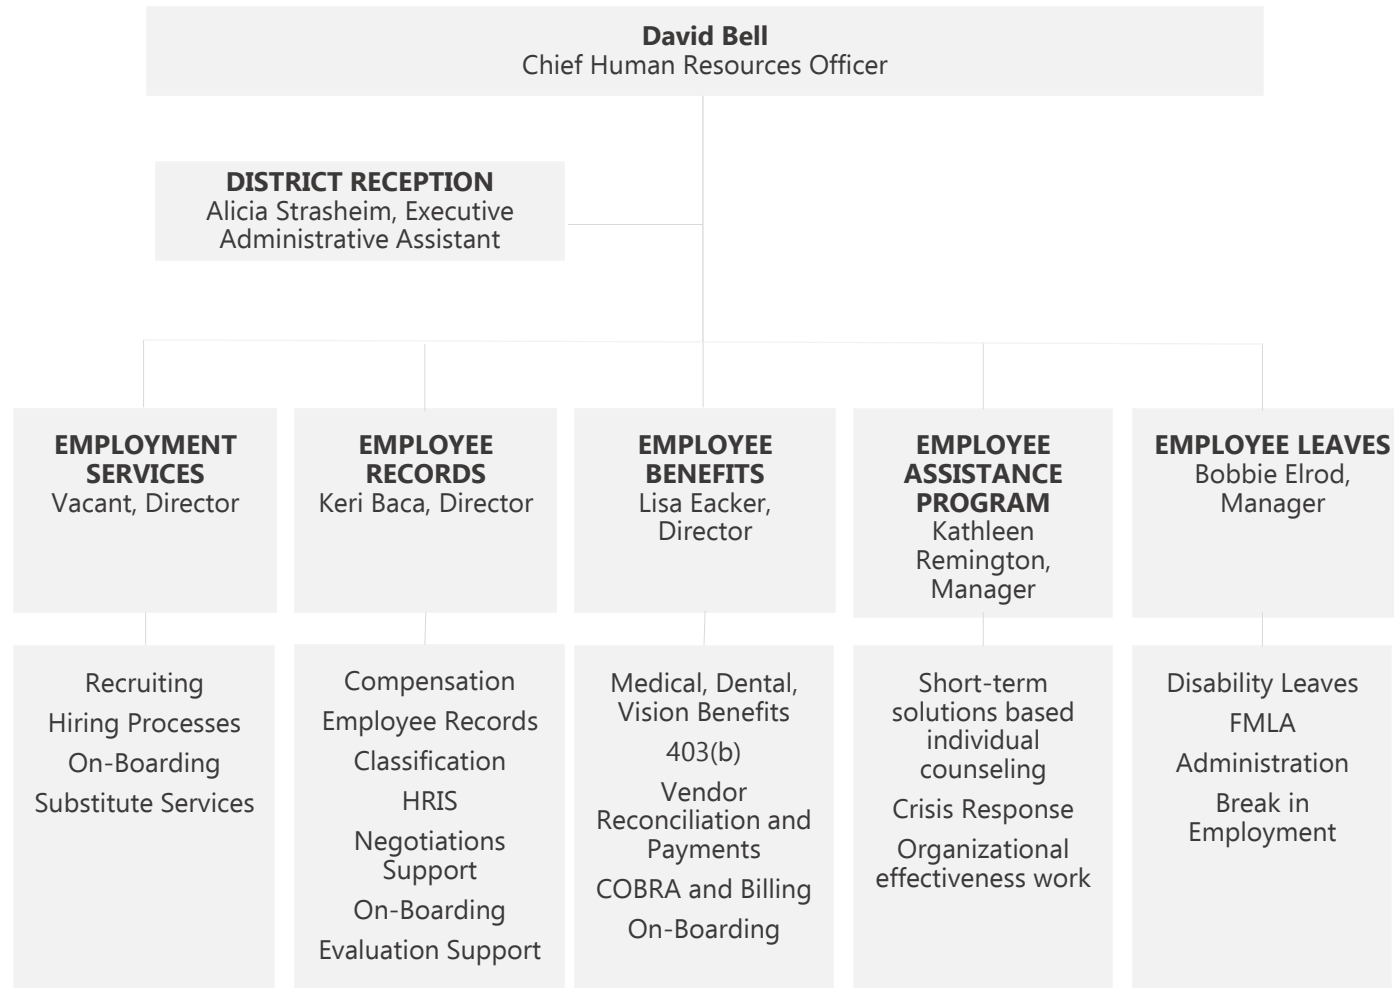 David Bell
Chief Human Resources Officer
DISTRICT RECEPTION
Alicia Strasheim, Executive
Administrative Assistant
EMPLOYMENT
SERVICES
Vacant, Director
EMPLOYEE
RECORDS
Keri Baca, Director
EMPLOYEE
BENEFITS
Lisa Eacker,
Director
EMPLOYEE
ASSISTANCE
PROGRAM
Kathleen
Remington,
Manager
EMPLOYEE LEAVES
Bobbie Elrod,
Manager
Recruiting
Hiring Processes
On-Boarding
Substitute Services
Compensation
Employee Records
Classification
HRIS
Negotiations
Support
On-Boarding
Evaluation Support
Medical, Dental,
Vision Benefits
403(b)
Vendor
Reconciliation and
Payments
COBRA and Billing
On-Boarding
Short-term
solutions based
individual
counseling
Crisis Response
Organizational
effectiveness work
Disability Leaves
FMLA
Administration
Break in
Employment